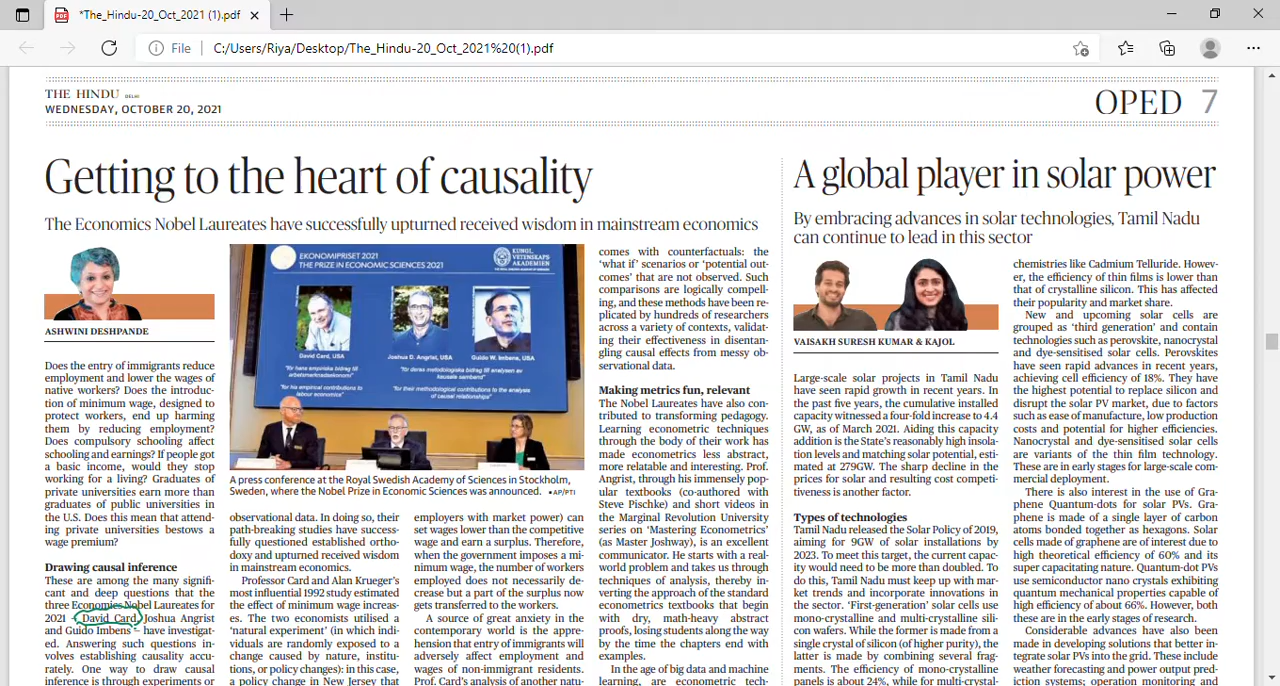 *The_Hindu-20_Oct_2021 (1).pdf
File
C:/Users/Riya/Desktop/The_Hindu-20_Oct_2021%20(1).pdf
THE HINDU DELHI
WEDNESDAY, OCTOBER 20, 2021
OPED 7
Getting to the heart of causality
The Economics Nobel Laureates have successfully upturned received wisdom in mainstream economics
ASHWINI DESHPANDE
Does the entry of immigrants reduce
employment and lower the wages of
native workers? Does the introduc-
tion of minimum wage, designed to
protect workers, end up harming
them by reducing employment?
Does compulsory schooling affect
schooling and earnings? If people got
a basic income, would they stop
working for a living? Graduates of
private universities earn more than
graduates of public universities in
the U.S. Does this mean that attend-
ing private universities bestows a
wage premium?
Drawing causal inference
These are among the many signifi-
cant and deep questions that the
three Economics Nobel Laureates for
2021 – David Card, Joshua Angrist
and Guido Imbens – have investigat-
ed. Answering such questions in-
volves establishing causality accu-
rately. One way to draw causal
inference is through experiments or
EKONOMIPRISET 2021
THE PRIZE IN ECONOMIC SCIENCES 2021
KUNGL.
VETENSKAPS
AKADEMIEN
David Card, USA
Joshua D. Angrist, USA
Guido W. Imbens, USA
"för hans empiriska bidrag till
arbetsmarknadsekonomi"
"för deras metodologiska bidrag till analysen av
kausala samband"
"for his empirical contributions to
labour economics"
"for their methodological contributions to the analysis
of causal relationships"
A press conference at the Royal Swedish Academy of Sciences in Stockholm,
Sweden, where the Nobel Prize in Economic Sciences was announced. •AP/PTI
observational data. In doing so, their
path-breaking studies have success-
fully questioned established ortho-
doxy and upturned received wisdom
in mainstream economics.
Professor Card and Alan Krueger's
most influential 1992 study estimated
the effect of minimum wage increas-
es. The two economists utilised a
'natural experiment' (in which indi-
viduals are randomly exposed to a
change caused by nature, institu-
tions, or policy changes): in this case,
a policy change in New Jersey that
employers with market power) can
set wages lower than the competitive
wage and earn a surplus. Therefore,
when the government imposes a mi-
nimum wage, the number of workers
employed does not necessarily de-
crease but a part of the surplus now
gets transferred to the workers.
A source of great anxiety in the
contemporary world is the appre-
hension that entry of immigrants will
adversely affect employment and
wages of non-immigrant residents.
Prof. Card's analysis of another natu-
comes with counterfactuals: the
'what if' scenarios or 'potential out-
comes' that are not observed. Such
comparisons are logically compell-
ing, and these methods have been re-
plicated by hundreds of researchers
across a variety of contexts, validat-
ing their effectiveness in disentan-
gling causal effects from messy ob-
servational data.
Making metrics fun, relevant
The Nobel Laureates have also con-
tributed to transforming pedagogy.
Learning econometric techniques
through the body of their work has
made econometrics less abstract,
more relatable and interesting. Prof.
Angrist, through his immensely pop-
ular textbooks (co-authored with
Steve Pischke) and short videos in
the Marginal Revolution University
series on 'Mastering Econometrics'
(as Master Joshway), is an excellent
communicator. He starts with a real-
world problem and takes us through
techniques of analysis, thereby in-
verting the approach of the standard
econometrics textbooks that begin
with dry, math-heavy abstract
proofs, losing students along the way
by the time the chapters end with
examples.
In the age of big data and machine
learning, are econometric tech-
A global player in solar power
By embracing advances in solar technologies, Tamil Nadu
can continue to lead in this sector
VAISAKH SURESH KUMAR & KAJOL
Large-scale solar projects in Tamil Nadu
have seen rapid growth in recent years. In
the past five years, the cumulative installed
capacity witnessed a four-fold increase to 4.4
GW, as of March 2021. Aiding this capacity
addition is the State's reasonably high insola-
tion levels and matching solar potential, esti-
mated at 279GW. The sharp decline in the
prices for solar and resulting cost competi-
tiveness is another factor.
Types of technologies
Tamil Nadu released the Solar Policy of 2019,
aiming for 9GW of solar installations by
2023. To meet this target, the current capac-
ity would need to be more than doubled. To
do this, Tamil Nadu must keep up with mar-
ket trends and incorporate innovations in
the sector. 'First-generation' solar cells use
mono-crystalline and multi-crystalline sili-
con wafers. While the former is made from a
single crystal of silicon (of higher purity), the
latter is made by combining several frag-
ments. The efficiency of mono-crystalline
panels is about 24%, while for multi-crystal-
chemistries like Cadmium Telluride. Howev-
er, the efficiency of thin films is lower than
that of crystalline silicon. This has affected
their popularity and market share.
New and upcoming solar cells are
grouped as 'third generation' and contain
technologies such as perovskite, nanocrystal
and dye-sensitised solar cells. Perovskites
have seen rapid advances in recent years,
achieving cell efficiency of 18%. They have
the highest potential to replace silicon and
disrupt the solar PV market, due to factors
such as ease of manufacture, low production
costs and potential for higher efficiencies.
Nanocrystal and dye-sensitised solar cells
are variants of the thin film technology.
These are in early stages for large-scale com-
mercial deployment.
There is also interest in the use of Gra-
phene Quantum-dots for solar PVs. Gra-
phene is made of a single layer of carbon
atoms bonded together as hexagons. Solar
cells made of graphene are of interest due to
high theoretical efficiency of 60% and its
super capacitating nature. Quantum-dot PVs
use semiconductor nano crystals exhibiting
quantum mechanical properties capable of
high efficiency of about 66%. However, both
these are in the early stages of research.
Considerable advances have also been
made in developing solutions that better in-
tegrate solar PVs into the grid. These include
weather forecasting and power output pred-
iction systems; operation monitoring and